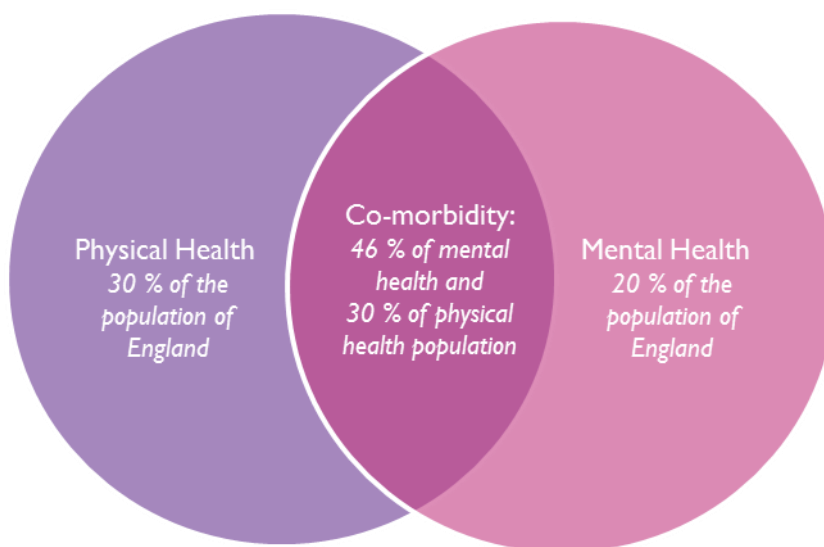 Physical Health
30 % of the
population of
England
Co-morbidity:
46 % of mental
health and
30 % of physical
health population
Mental Health
20 % of the
population of
England